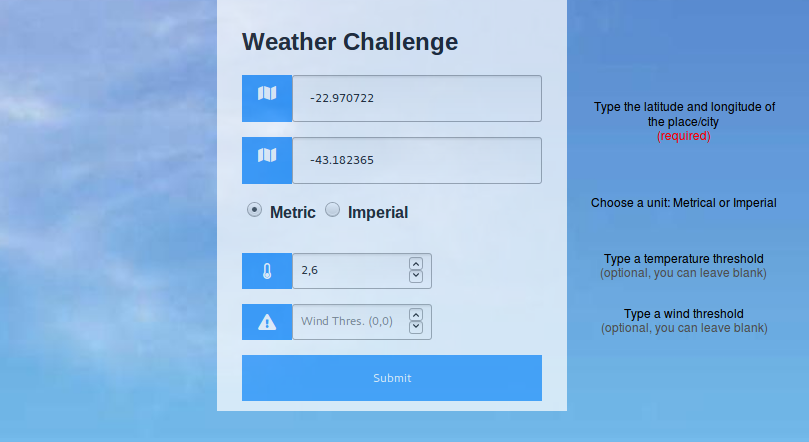 Weather Challenge
-22.970722
Type the latitude and longitude of
the place/city
(required)
-43.182365
Metric
Imperial
Choose a unit: Metrical or Imperial
2,6
Type a temperature threshold
(optional, you can leave blank)
Wind Thres. (0,0)
Type a wind threshold
(optional, you can leave blank)
Submit